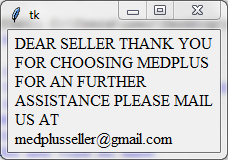 tk
DEAR SELLER THANK YOU
FOR CHOOSING MEDPLUS
FOR AN FURTHER
ASSISTANCE PLEASE MAIL
US AT
medplusseller@gmail.com